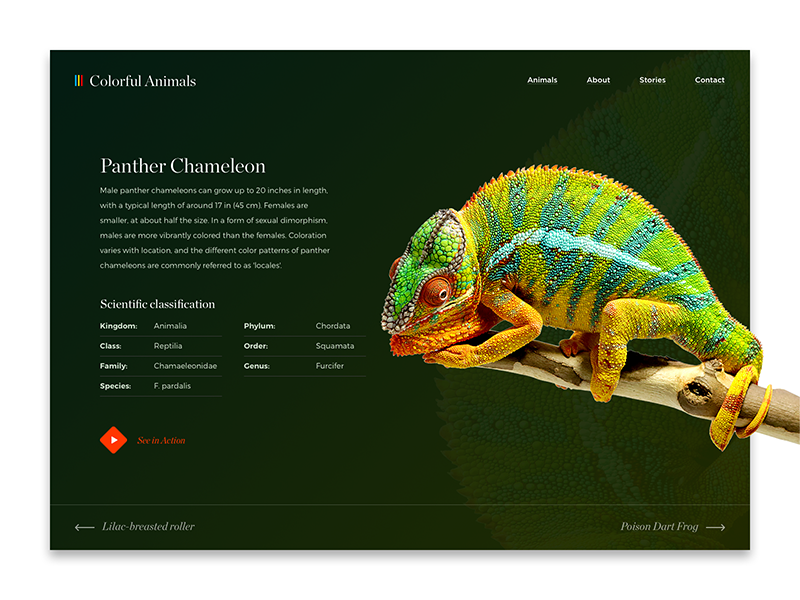 Colorful Animals
Animals About Stories Contact
Panther Chameleon
Male panther chameleons can grow up to 20 inches in length,
with a typical length of around 17 in (45 cm). Females are
smaller, at about half the size. In a form of sexual dimorphism,
males are more vibrantly colored than the females. Coloration
varies with location, and the different color patterns of panther
chameleons are commonly referred to as 'locales'.
Scientific classification
Kingdom: Animalia Phylum: Chordata
Class: Reptilia Order: Squamata
Family: Chamaeleonidae Genus: Furcifer
Species: F. pardalis
See in Action
Lilac-breasted roller Poison Dart Frog